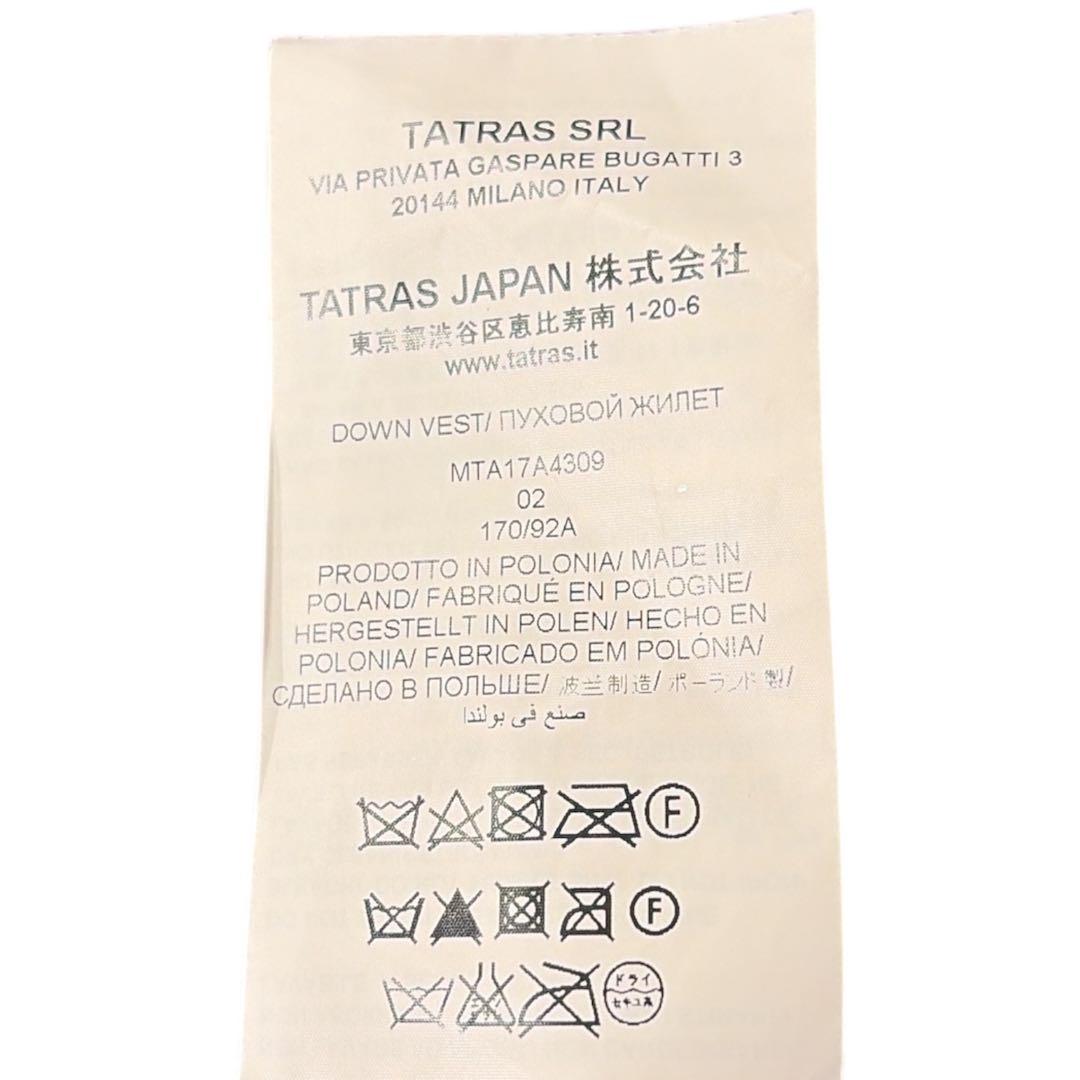 TATRAS SRL
VIA PRIVATA GASPARE BUGATTI 3
20144 MILANO ITALY
TATRAS JAPAN 株式会社
東京都渋谷区恵比寿南 1-20-6
www.tatras.it
DOWN VEST/ ПУХОВОЙ ЖИЛЕТ
MTA17A4309
02
170/92A
PRODOTTO IN POLONIA/ MADE IN
POLAND/ FABRIQUÉ EN POLOGNE/
HERGESTELLT IN POLEN/ HECHO EN
POLONIA/ FABRICADO EM POLÓNIA/
СДЕЛАНО В ПОЛЬШЕ/ 波兰制造/ ポーランド製/
صنع في بولندا
F
F
ドライ
セキユ系